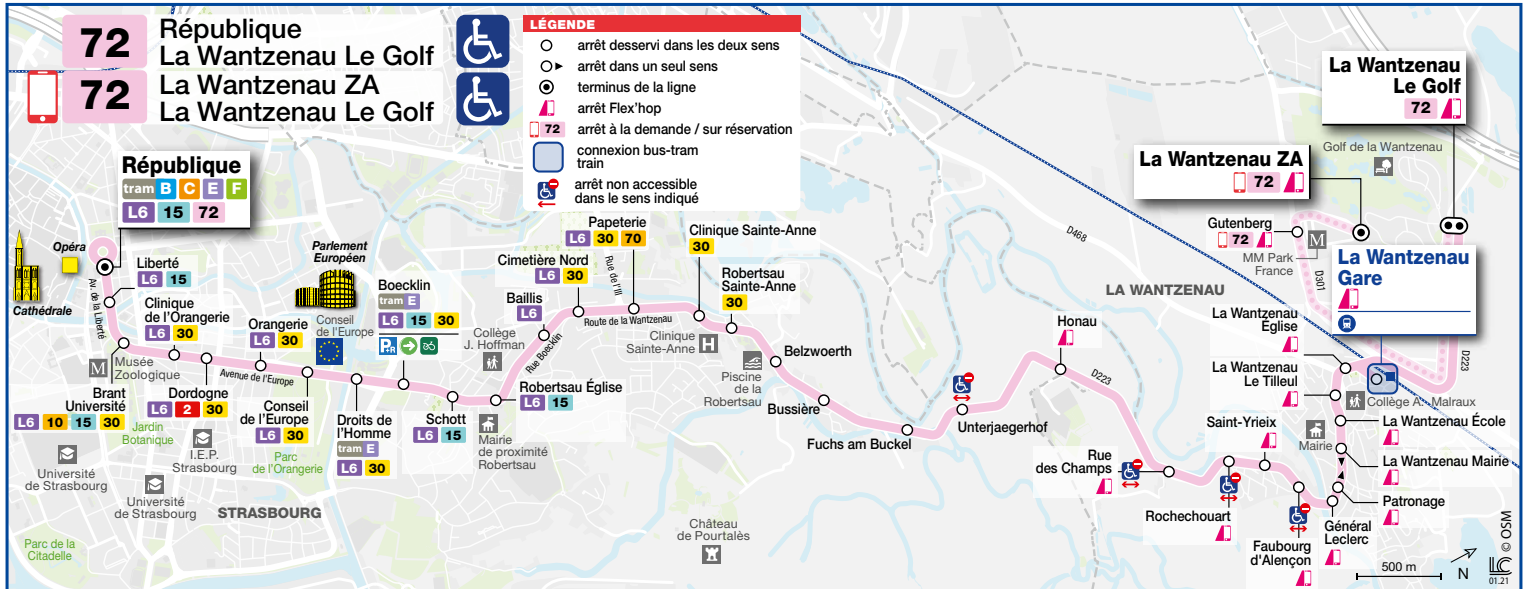 72
République
La Wantzenau Le Golf
72
La Wantzenau ZA
La Wantzenau Le Golf
LÉGENDE
arrêt desservi dans les deux sens
arrêt dans un seul sens
terminus de la ligne
arrêt Flex'hop
72 arrêt à la demande / sur réservation
connexion bus-tram
train
arrêt non accessible
dans le sens indiqué
République
tram B C E F
L6 15 72
Opéra
Cathédrale
Av. de la Liberté
Liberté
L6 15
Clinique
de l'Orangerie
L6 30
M Musée
Zoologique
Brant
Université
L6 10 15 30
Jardin
Botanique
Université
de Strasbourg
Dordogne
L6 2 30
I.E.P.
Strasbourg
Université
de Strasbourg
STRASBOURG
Parc de la
Citadelle
Orangerie
L6 30
Avenue de l'Europe
Parlement
Européen
Conseil
de l'Europe
Conseil
de l'Europe
L6 30
Parc
de l'Orangerie
Droits de
l'Homme
tram E
L6 30
Boecklin
tram E
L6 15 30
P+R
Schott
L6 15
Collège
J. Hoffman
Mairie
de proximité
Robertsau
Robertsau Église
L6 15
Rue Boecklin
Baillis
L6
Cimetière Nord
L6 30
Papeterie
L6 30 70
Rue de l'Ill
Route de la Wantzenau
Clinique Sainte-Anne
30
Clinique
Sainte-Anne H
Robertsau
Sainte-Anne
30
Piscine
de la
Robertsau
Belzwoerth
Bussière
Fuchs am Buckel
Château
de Pourtalès
Unterjaegerhof
Honau
D468
D223
LA WANTZENAU
Rue
des Champs
Rochechouart
Saint-Yrieix
Faubourg
d'Alençon
Général
Leclerc
Patronage
La Wantzenau Mairie
Mairie
La Wantzenau École
Collège A. Malraux
La Wantzenau
Le Tilleul
La Wantzenau
Église
La Wantzenau
Gare
D301
D223
Gutenberg
72
M
MM Park
France
La Wantzenau ZA
72
Golf de la Wantzenau
La Wantzenau
Le Golf
72
500 m
N
LC
01.21
© OSM